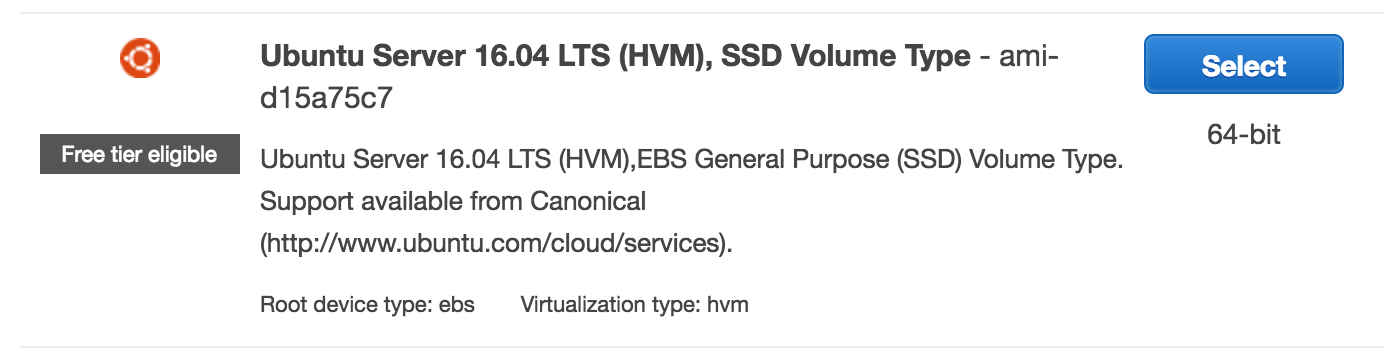 Ubuntu Server 16.04 LTS (HVM), SSD Volume Type - ami-
d15a75c7
Select
64-bit
Free tier eligible
Ubuntu Server 16.04 LTS (HVM),EBS General Purpose (SSD) Volume Type.
Support available from Canonical
(http://www.ubuntu.com/cloud/services).
Root device type: ebs Virtualization type: hvm